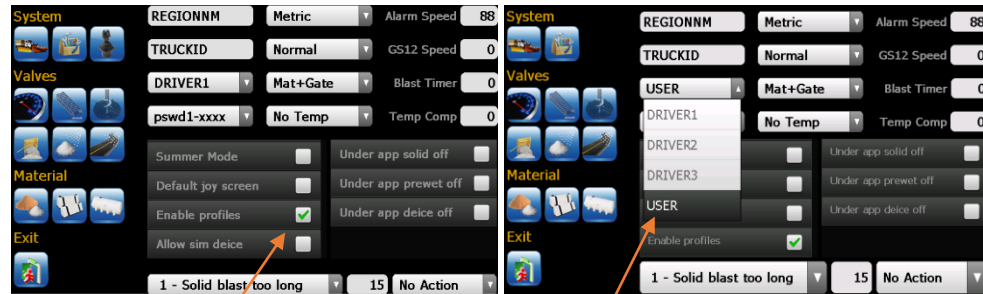 System
REGIONNM Metric Alarm Speed 88
TRUCKID Normal GS12 Speed 0
Valves
DRIVER1 Mat+Gate Blast Timer 0
pswd1-xxxx No Temp Temp Comp 0
Summer Mode Under app solid off
Material
Default joy screen Under app prewet off
Enable profiles Under app deice off
Exit
Allow sim deice
1 - Solid blast too long 15 No Action
System
REGIONNM Metric Alarm Speed 88
TRUCKID Normal GS12 Speed 0
Valves
USER Mat+Gate Blast Timer 0
DRIVER1 No Temp Temp Comp 0
DRIVER2 Under app solid off
Material
DRIVER3 Under app prewet off
USER Under app deice off
Exit
Enable profiles
1 - Solid blast too long 15 No Action